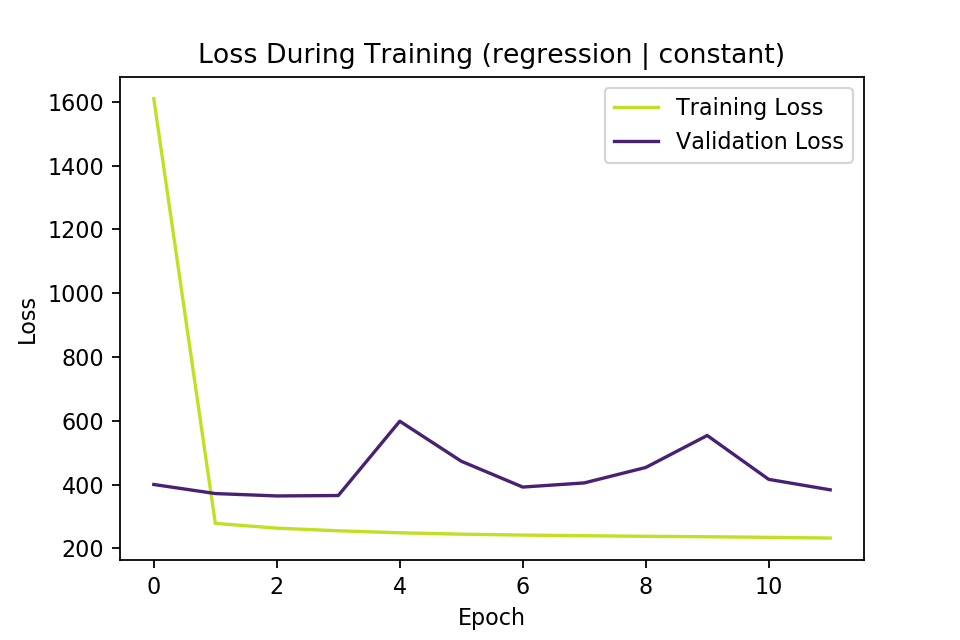 Loss During Training (regression | constant)
Training Loss
Validation Loss
Loss
1600
1400
1200
1000
800
600
400
200
0 2 4 6 8 10
Epoch